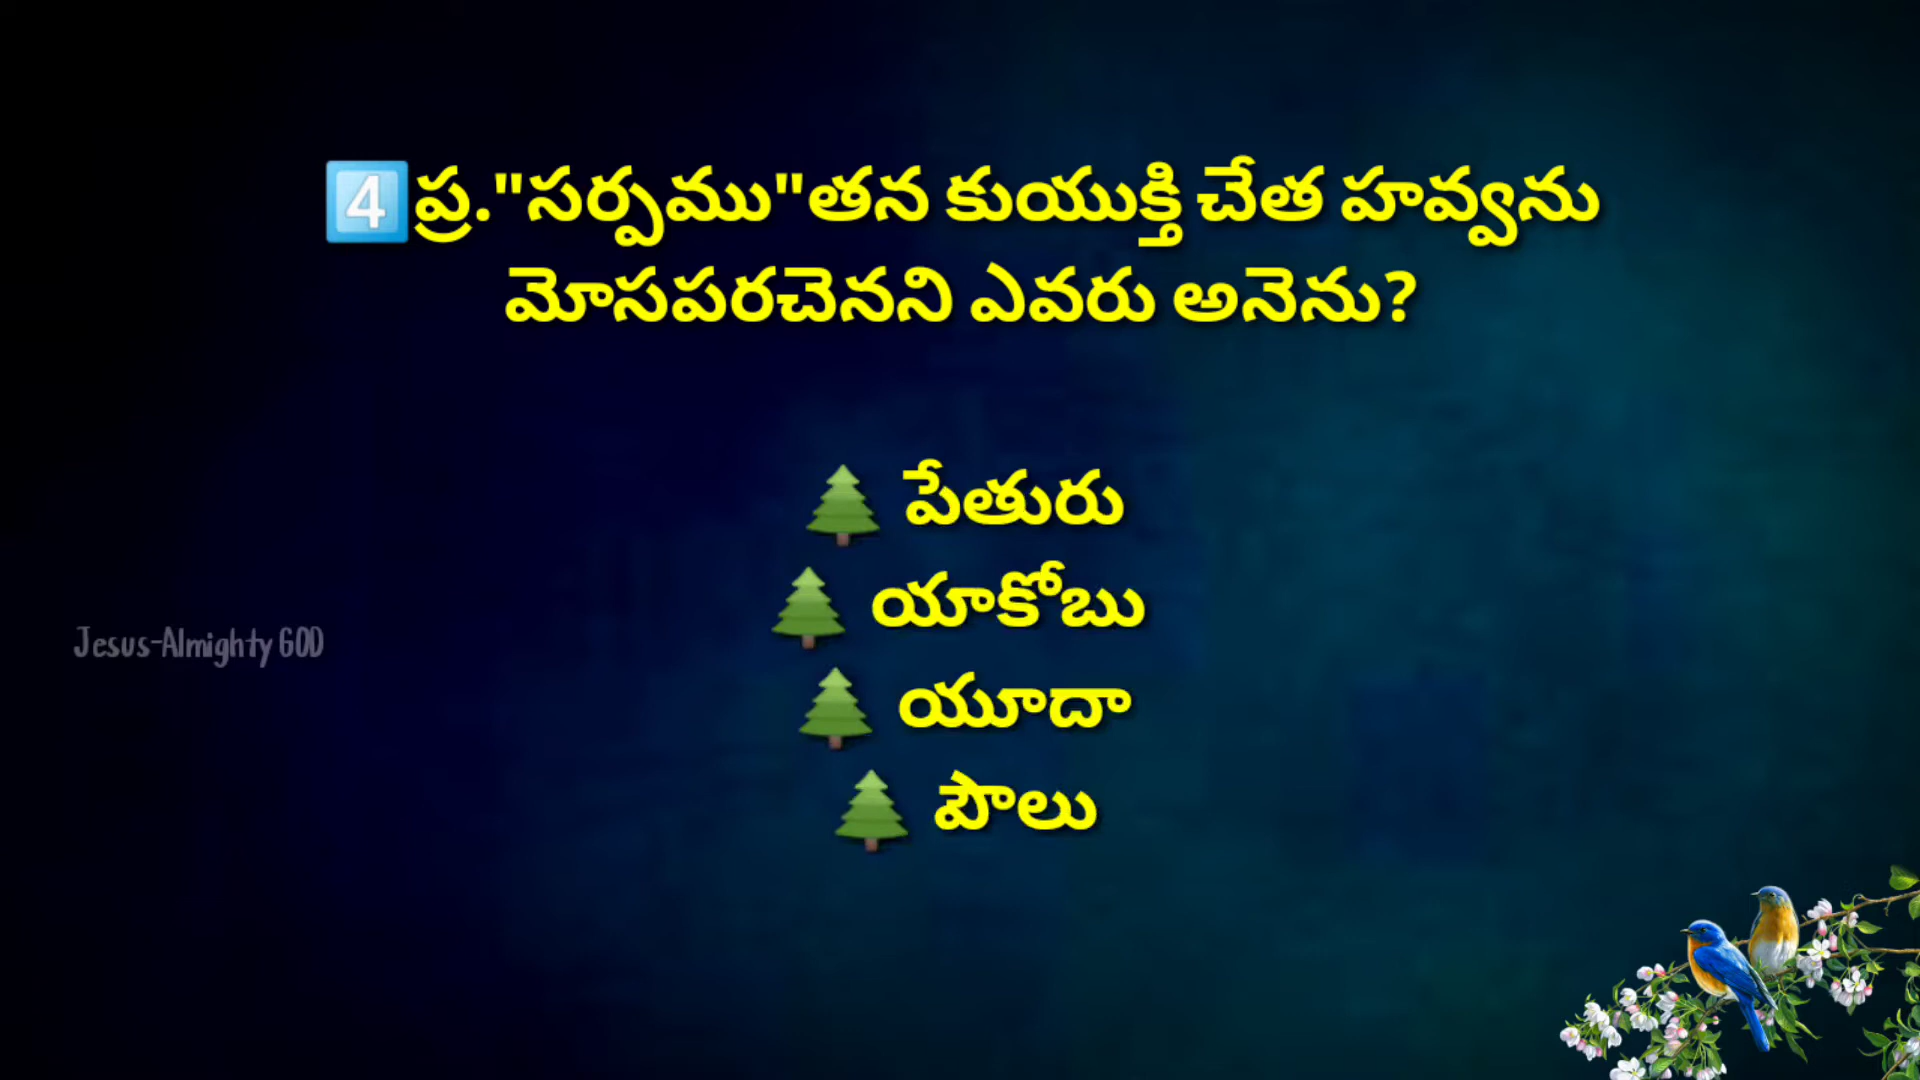 4️⃣ప్ర."సర్పము"తన కుయుక్తి చేత హవ్వను
మోసపరచెనని ఎవరు అనెను?
🌲 పేతురు
🌲 యాకోబు
Jesus-Almighty GOD
🌲 యూదా
🌲 పౌలు